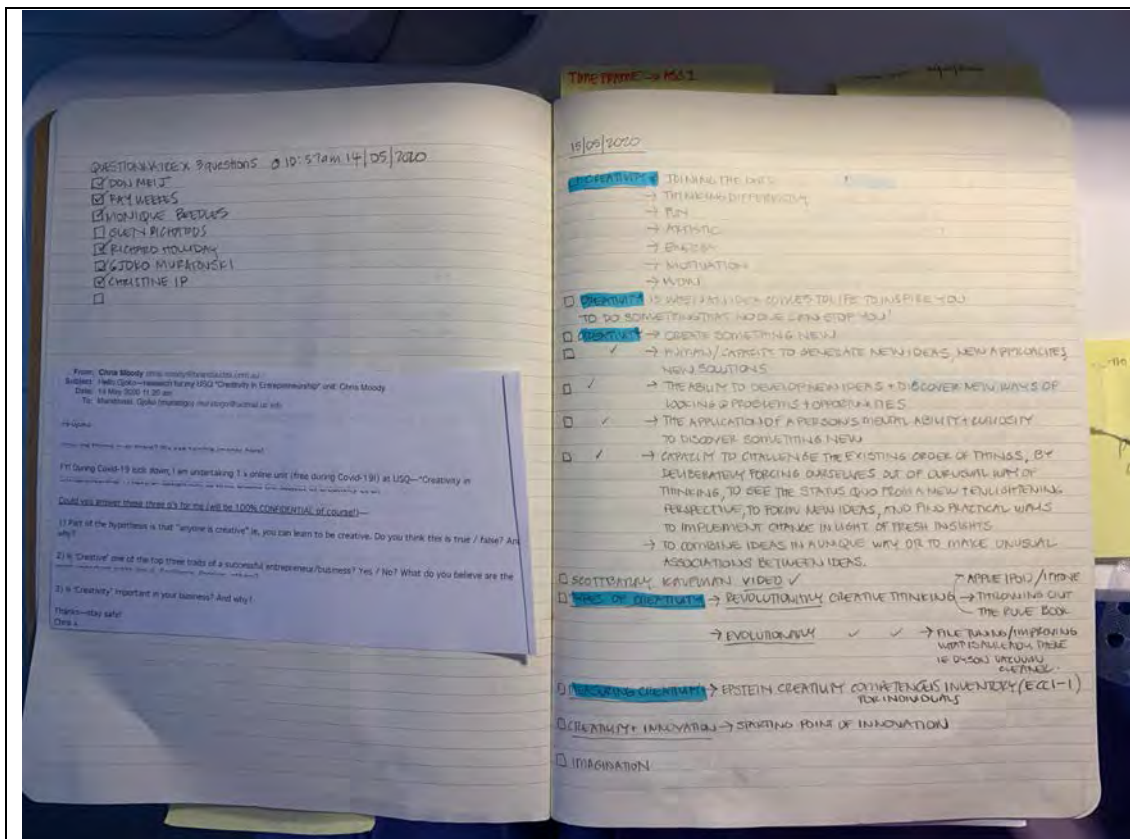 TIMEFRAME → ASS 1
QUESTIONNAIRE X 3 questions @ 10:57am 14/05/2020
DON MEIJ
FAY WEEKES
MONIQUE BEEDLES
GLEN RICHARDS
RICHARD HOLLIDAY
GJOKO MURATOVSKI
CHRISTINE IP
From: Chris Moody
Subject: Hello Gjoko—research for my USQ "Creativity in Entrepreneurship" unit: Chris Moody
Date: May 2020 11:20 am
To: Muratovski, Gjoko
Hi Gjoko
FYI During Covid-19 lock down, I am undertaking 1 x online unit (free during Covid-19!) at USQ—"Creativity in
Could you answer these three q's for me (will be 100% CONFIDENTIAL of course!)—
1) Part of the hypothesis is that "anyone is creative" ie, you can learn to be creative. Do you think this is true / false? And
why?
2) Is 'Creative' one of the top three traits of a successful entrepreneur/business? Yes / No? What do you believe are the
3) Is 'Creativity' important in your business? And why?
Thanks—stay safe!
Chris
15/05/2020
CREATIVITY JOINING THE DOTS
→ THINKING DIFFERENTLY
→ FUN
→ ARTISTIC
→ ENERGY
→ MOTIVATION
→ WOW
CREATIVITY IS WHEN AN IDEA COMES TO LIFE TO INSPIRE YOU
TO DO SOMETHING THAT NO ONE CAN STOP YOU!
CREATIVITY → CREATE SOMETHING NEW
✓ → HUMAN/CAPACITY TO GENERATE NEW IDEAS, NEW APPROACHES,
NEW SOLUTIONS
✓ → THE ABILITY TO DEVELOP NEW IDEAS + DISCOVER NEW WAYS OF
LOOKING @ PROBLEMS + OPPORTUNITIES
✓ → THE APPLICATION OF A PERSON'S MENTAL ABILITY + CURIOSITY
TO DISCOVER SOMETHING NEW
✓ → CAPACITY TO CHALLENGE THE EXISTING ORDER OF THINGS, BY
DELIBERATELY FORCING OURSELVES OUT OF OUR USUAL WAY OF
THINKING, TO SEE THE STATUS QUO FROM A NEW + ENLIGHTENING
PERSPECTIVE, TO FORM NEW IDEAS, AND FIND PRACTICAL WAYS
TO IMPLEMENT CHANGE IN LIGHT OF FRESH INSIGHTS
→ TO COMBINE IDEAS IN A UNIQUE WAY OR TO MAKE UNUSUAL
ASSOCIATIONS BETWEEN IDEAS.
SCOTT BARRY KAUFMAN VIDEO ✓
TYPES OF CREATIVITY → REVOLUTIONARY CREATIVE THINKING → APPLE IPOD / IPHONE
→ THROWING OUT
THE RULE BOOK
→ EVOLUTIONARY ✓ ✓ → FINE TUNING/IMPROVING
WHAT IS ALREADY THERE
IE DYSON VACUUM
CLEANER.
MEASURING CREATIVITY → EPSTEIN CREATIVITY COMPETENCIES INVENTORY (ECCI-I)
FOR INDIVIDUALS
CREATIVITY + INNOVATION → STARTING POINT OF INNOVATION
IMAGINATION